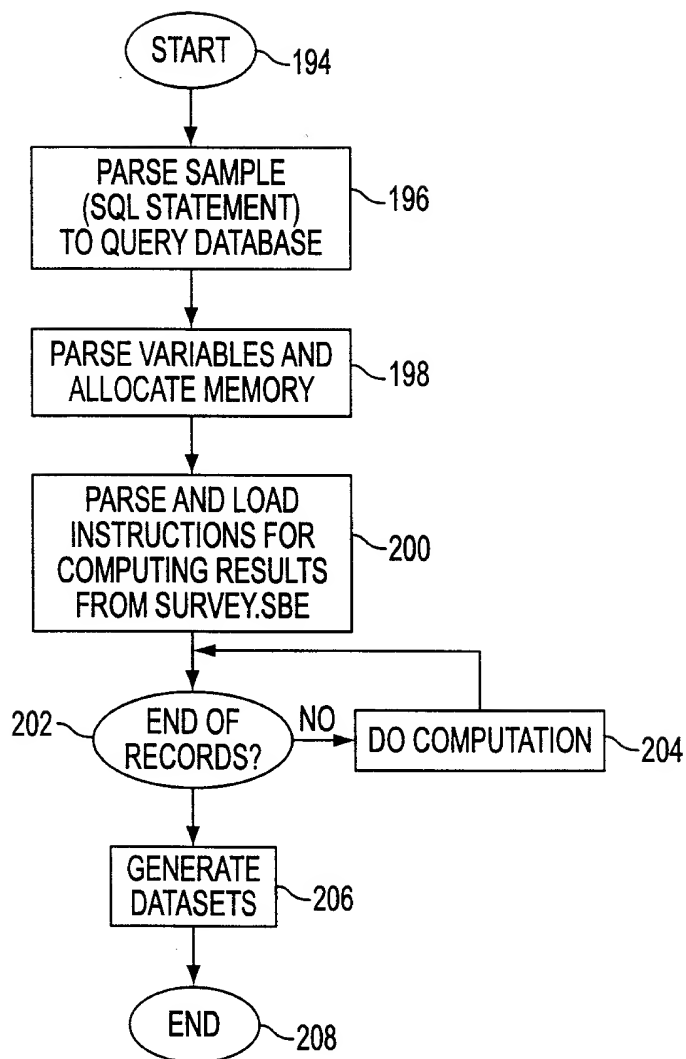 START
194
PARSE SAMPLE
(SQL STATEMENT)
TO QUERY DATABASE
196
PARSE VARIABLES AND
ALLOCATE MEMORY
198
PARSE AND LOAD
INSTRUCTIONS FOR
COMPUTING RESULTS
FROM SURVEY.SBE
200
202
END OF
RECORDS?
NO
DO COMPUTATION
204
GENERATE
DATASETS
206
END
208